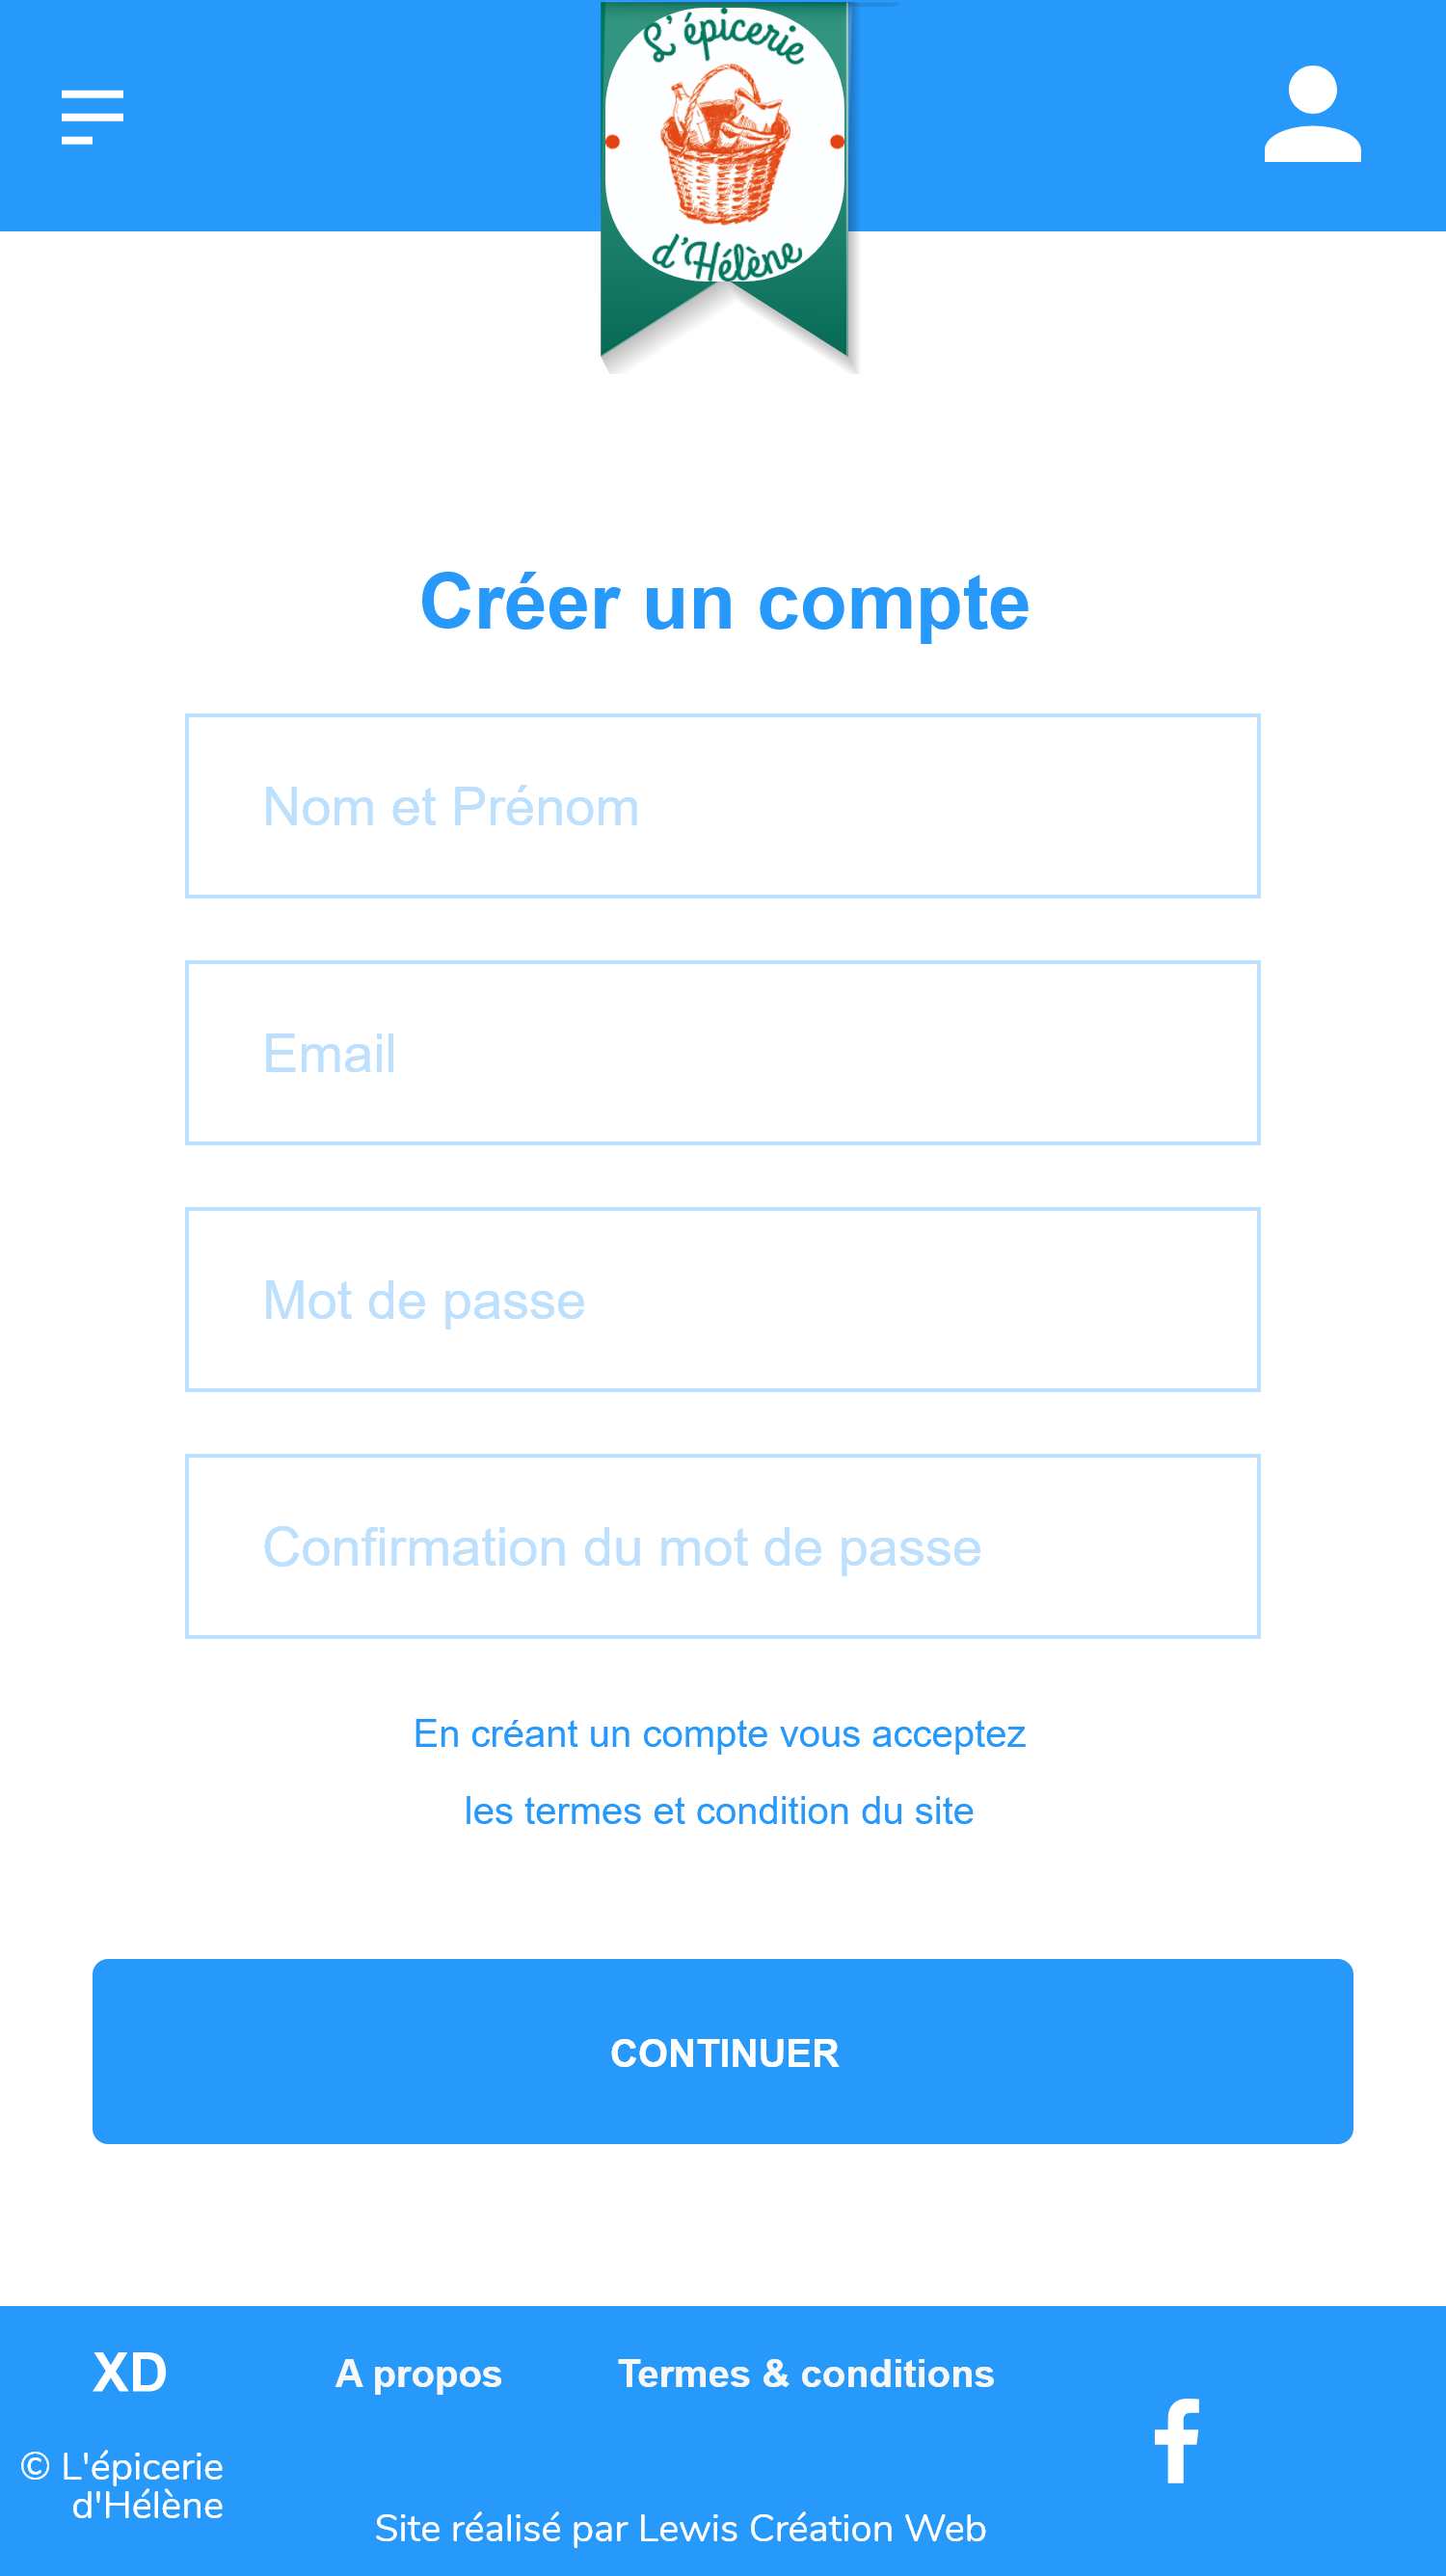 L'épicerie
d'Hélène
Créer un compte
Nom et Prénom
Email
Mot de passe
Confirmation du mot de passe
En créant un compte vous acceptez
les termes et condition du site
CONTINUER
XD
A propos
Termes & conditions
© L'épicerie
d'Hélène
Site réalisé par Lewis Création Web